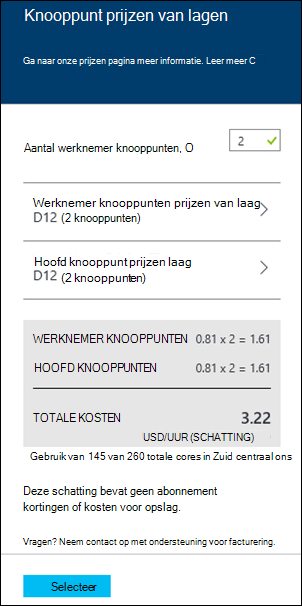 Knooppunt prijzen van lagen
Ga naar onze prijzen pagina meer informatie. Leer meer C
Aantal werknemer knooppunten, O
2
Werknemer knooppunten prijzen van laag
D12 (2 knooppunten)
Hoofd knooppunt prijzen laag
D12 (2 knooppunten)
WERKNEMER KNOOPPUNTEN 0.81 x 2 = 1.61
HOOFD KNOOPPUNTEN 0.81 x 2 = 1.61
TOTALE KOSTEN 3.22
USD/UUR (SCHATTING)
Gebruik van 145 van 260 totale cores in Zuid centraal ons
Deze schatting bevat geen abonnement
kortingen of kosten voor opslag.
Vragen? Neem contact op met ondersteuning voor facturering.
Selecteer